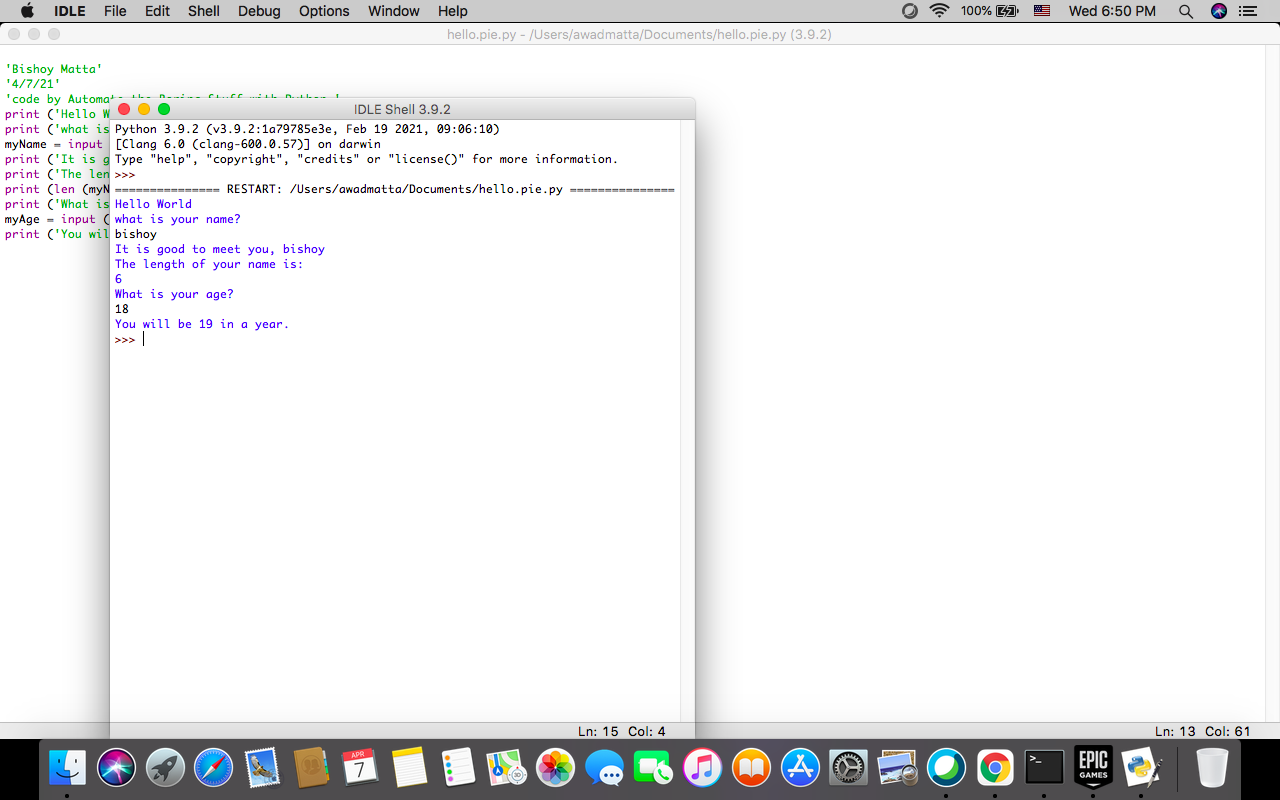 IDLE File Edit Shell Debug Options Window Help 100% Wed 6:50 PM
hello.pie.py - /Users/awadmatta/Documents/hello.pie.py (3.9.2)
'Bishoy Matta'
'4/7/21'
'code by Automate the Boring Stuff with Python '
print ('Hello W
print ('what is
myName = input
print ('It is g
print ('The len
print (len (myN
print ('What is
myAge = input (
print ('You wil
IDLE Shell 3.9.2
Python 3.9.2 (v3.9.2:1a79785e3e, Feb 19 2021, 09:06:10)
[Clang 6.0 (clang-600.0.57)] on darwin
Type "help", "copyright", "credits" or "license()" for more information.
>>>
=============== RESTART: /Users/awadmatta/Documents/hello.pie.py ===============
Hello World
what is your name?
bishoy
It is good to meet you, bishoy
The length of your name is:
6
What is your age?
18
You will be 19 in a year.
>>>
Ln: 15 Col: 4
Ln: 13 Col: 61
APR
7
3D
>_
EPIC
GAMES